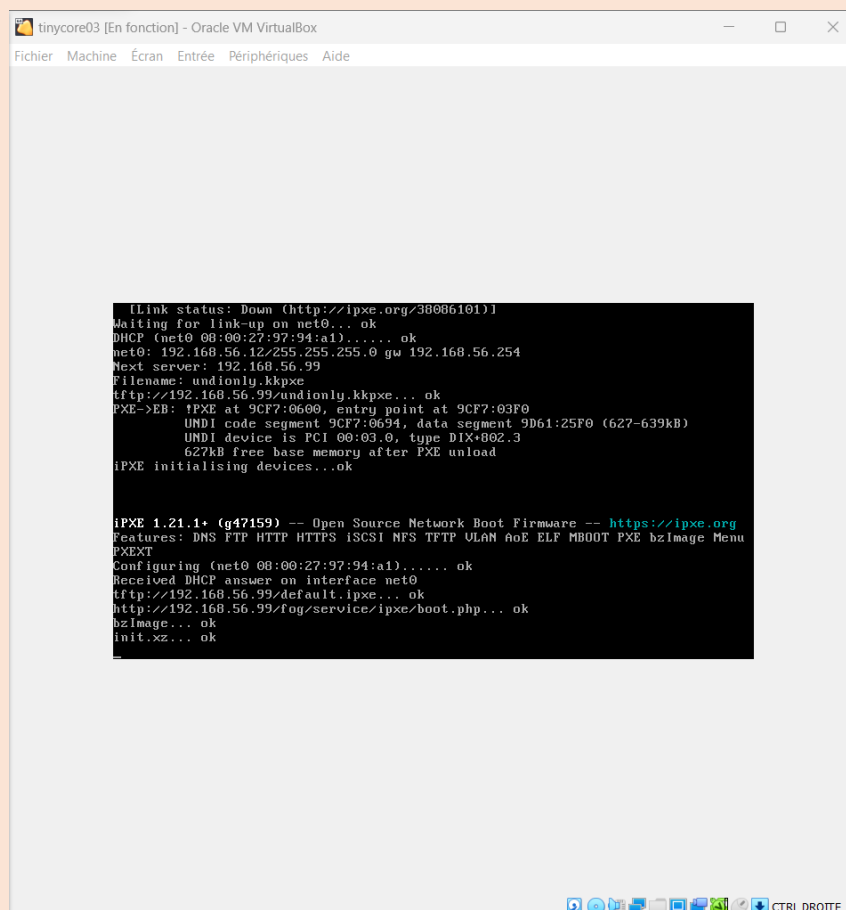 tinycore03 [En fonction] - Oracle VM VirtualBox
Fichier Machine Écran Entrée Périphériques Aide
[Link status: Down (http://ipxe.org/38086101)]
Waiting for link-up on net0... ok
DHCP (net0 08:00:27:97:94:a1)...... ok
net0: 192.168.56.12/255.255.255.0 gw 192.168.56.254
Next server: 192.168.56.99
Filename: undionly.kkpxe
tftp://192.168.56.99/undionly.kkpxe... ok
PXE->EB: !PXE at 9CF7:0600, entry point at 9CF7:03F0
UNDI code segment 9CF7:0694, data segment 9D61:25F0 (627-639kB)
UNDI device is PCI 00:03.0, type DIX+802.3
627kB free base memory after PXE unload
iPXE initialising devices...ok
iPXE 1.21.1+ (g47159) -- Open Source Network Boot Firmware -- https://ipxe.org
Features: DNS FTP HTTP HTTPS iSCSI NFS TFTP VLAN AoE ELF MBOOT PXE bzImage Menu
PXEXT
Configuring (net0 08:00:27:97:94:a1)...... ok
Received DHCP answer on interface net0
tftp://192.168.56.99/default.ipxe... ok
http://192.168.56.99/fog/service/ipxe/boot.php... ok
bzImage... ok
init.xz... ok
CTRL DROITE